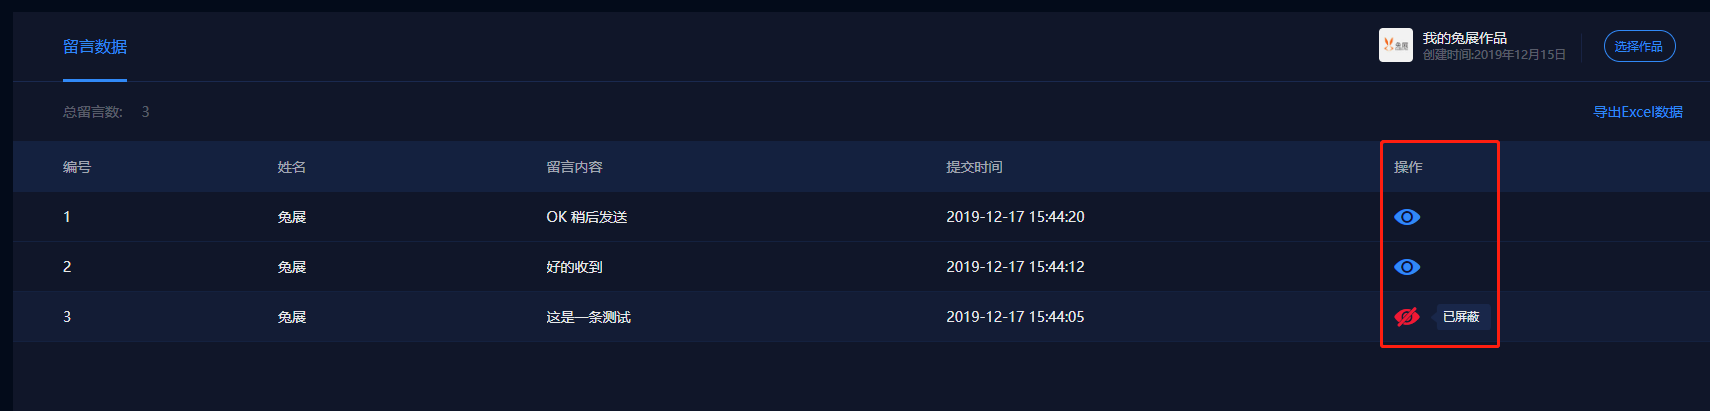 留言数据
兔展
我的兔展作品
创建时间:2019年12月15日
选择作品
总留言数: 3
导出Excel数据
编号 姓名 留言内容 提交时间 操作
1 兔展 OK 稍后发送 2019-12-17 15:44:20
2 兔展 好的收到 2019-12-17 15:44:12
3 兔展 这是一条测试 2019-12-17 15:44:05 已屏蔽